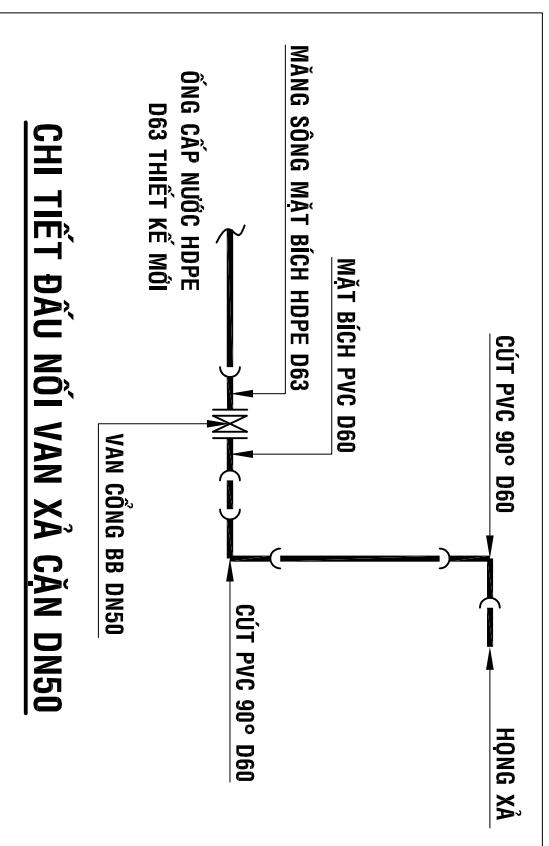 CÚT PVC 90° D60
HỌNG XẢ
MĂNG SÔNG MẶT BÍCH HDPE D63
MẶT BÍCH PVC D60
ỐNG CẤP NƯỚC HDPE
D63 THIẾT KẾ MỚI
CÚT PVC 90° D60
VAN CỔNG BB DN50
CHI TIẾT ĐẤU NỐI VAN XẢ CẶN DN50